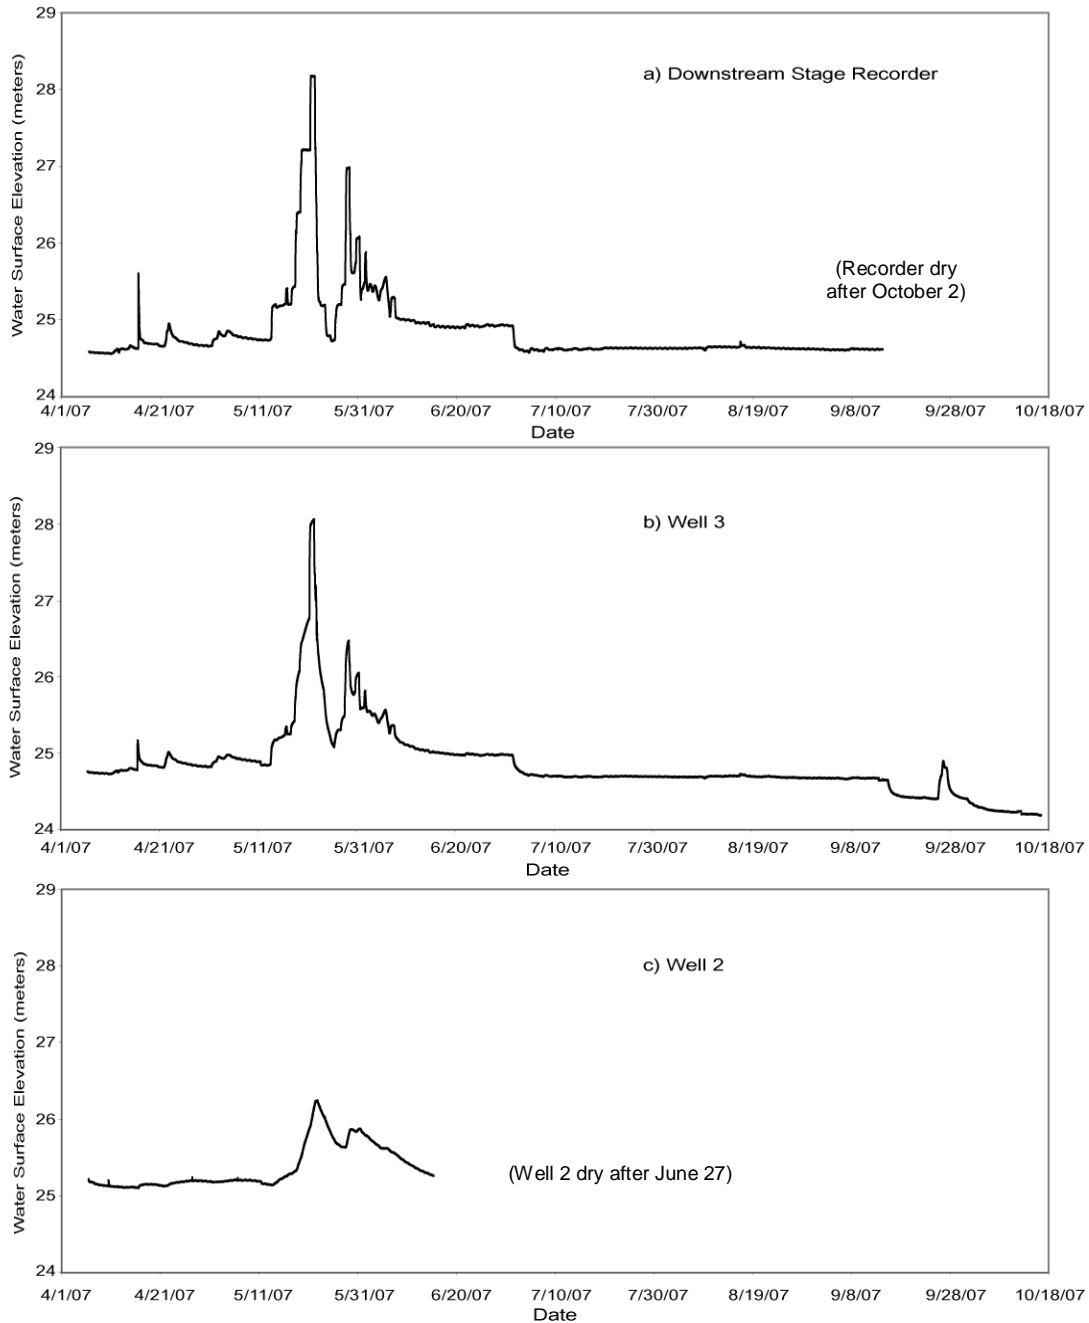 29
28
27
26
25
24
Water Surface Elevation (meters)
a) Downstream Stage Recorder
(Recorder dry
after October 2)
4/1/07 4/21/07 5/11/07 5/31/07 6/20/07 7/10/07 7/30/07 8/19/07 9/8/07 9/28/07 10/18/07
Date
29
28
27
26
25
24
Water Surface Elevation (meters)
b) Well 3
4/1/07 4/21/07 5/11/07 5/31/07 6/20/07 7/10/07 7/30/07 8/19/07 9/8/07 9/28/07 10/18/07
Date
29
28
27
26
25
24
Water Surface Elevation (meters)
c) Well 2
(Well 2 dry after June 27)
4/1/07 4/21/07 5/11/07 5/31/07 6/20/07 7/10/07 7/30/07 8/19/07 9/8/07 9/28/07 10/18/07
Date